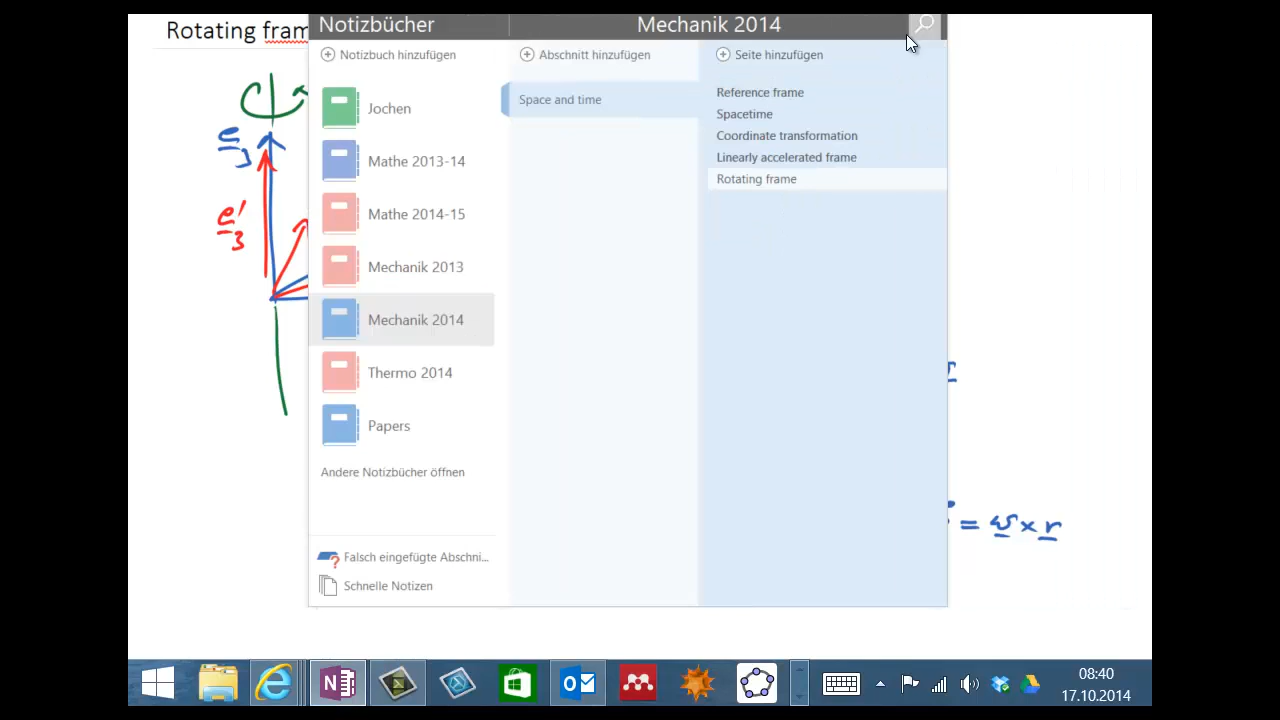 Rotating fram
Notizbücher
Mechanik 2014
Notizbuch hinzufügen
Abschnitt hinzufügen
Seite hinzufügen
Jochen
Mathe 2013-14
Mathe 2014-15
Mechanik 2013
Mechanik 2014
Thermo 2014
Papers
Andere Notizbücher öffnen
Falsch eingefügte Abschni...
Schnelle Notizen
Space and time
Reference frame
Spacetime
Coordinate transformation
Linearly accelerated frame
Rotating frame
e3
e'3
= ω × r
08:40
17.10.2014